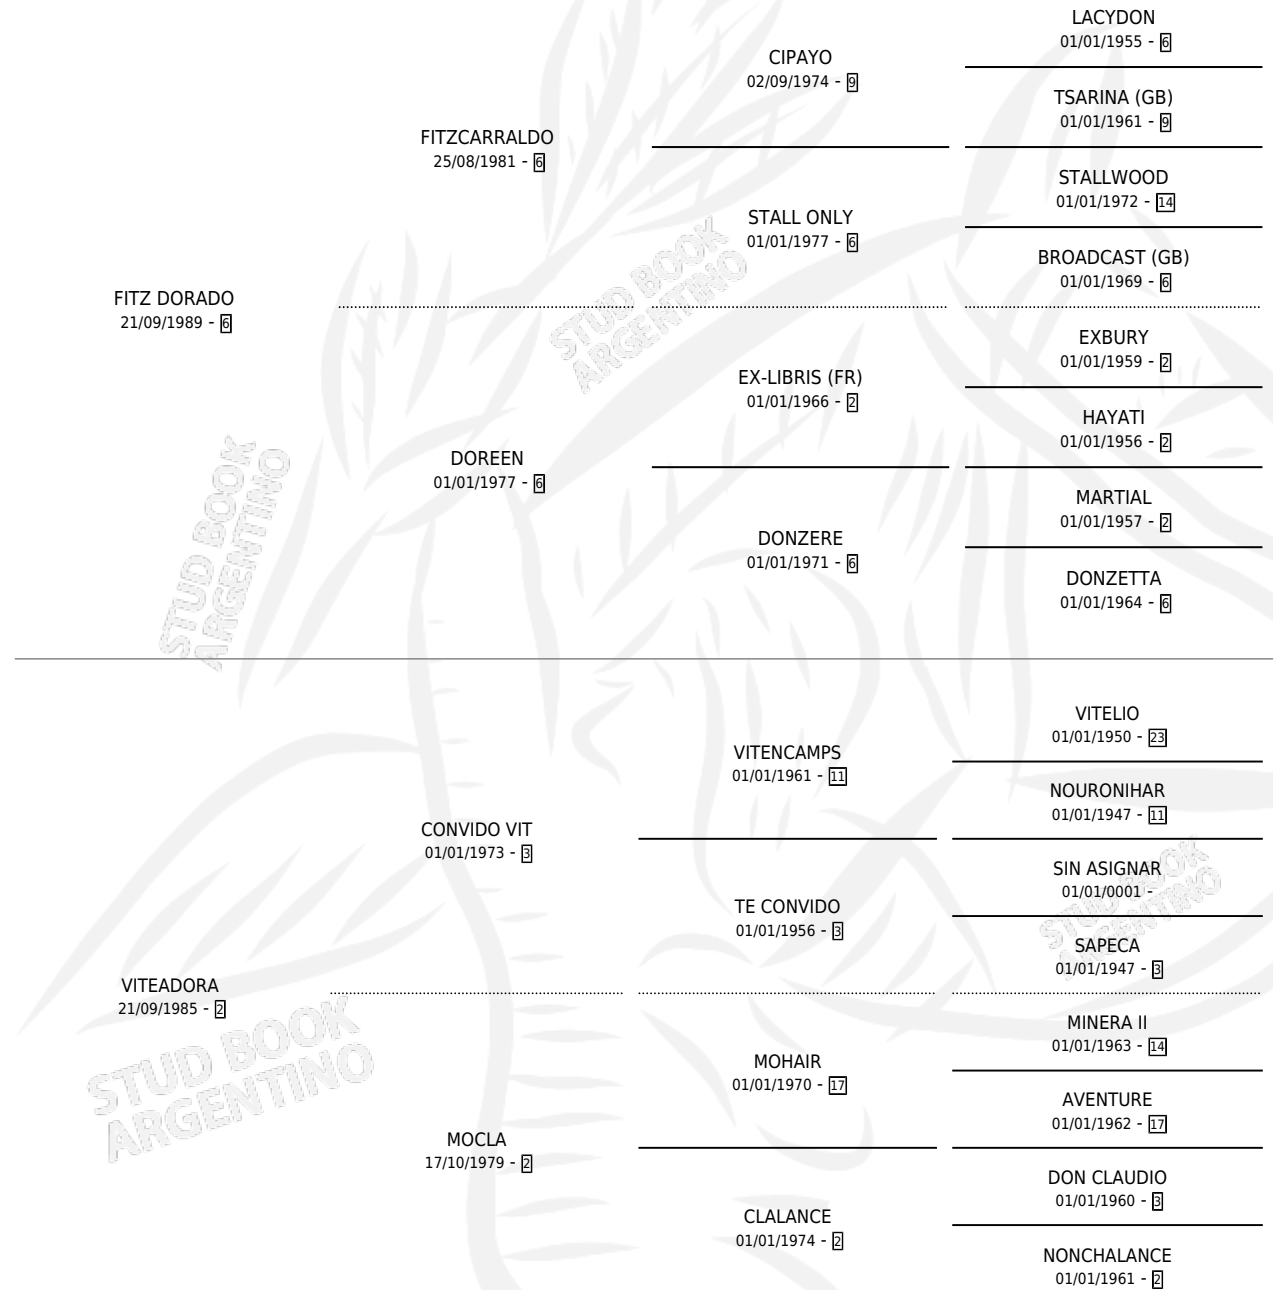 LACYDON
01/01/1955 - 6
CIPAYO
02/09/1974 - 9
TSARINA (GB)
01/01/1961 - 9
FITZCARRALDO
25/08/1981 - 6
STALLWOOD
01/01/1972 - 14
STALL ONLY
01/01/1977 - 6
BROADCAST (GB)
01/01/1969 - 6
FITZ DORADO
21/09/1989 - 6
STUD BOOK
ARGENTINO
EXBURY
01/01/1959 - 2
EX-LIBRIS (FR)
01/01/1966 - 2
HAYATI
01/01/1956 - 2
DOREEN
01/01/1977 - 6
STUD BOOK
ARGENTINO
MARTIAL
01/01/1957 - 2
DONZERE
01/01/1971 - 6
DONZETTA
01/01/1964 - 6
VITELIO
01/01/1950 - 23
VITENCAMPS
01/01/1961 - 11
NOURONIHAR
01/01/1947 - 11
CONVIDO VIT
01/01/1973 - 3
SIN ASIGNAR
01/01/0001 -
TE CONVIDO
01/01/1956 - 3
STUD BOOK
ARGENTINO
SAPECA
01/01/1947 - 3
VITEADORA
21/09/1985 - 2
STUD BOOK
ARGENTINO
MINERA II
01/01/1963 - 14
MOHAIR
01/01/1970 - 17
AVENTURE
01/01/1962 - 17
MOCLA
17/10/1979 - 2
DON CLAUDIO
01/01/1960 - 3
CLALANCE
01/01/1974 - 2
NONCHALANCE
01/01/1961 - 2